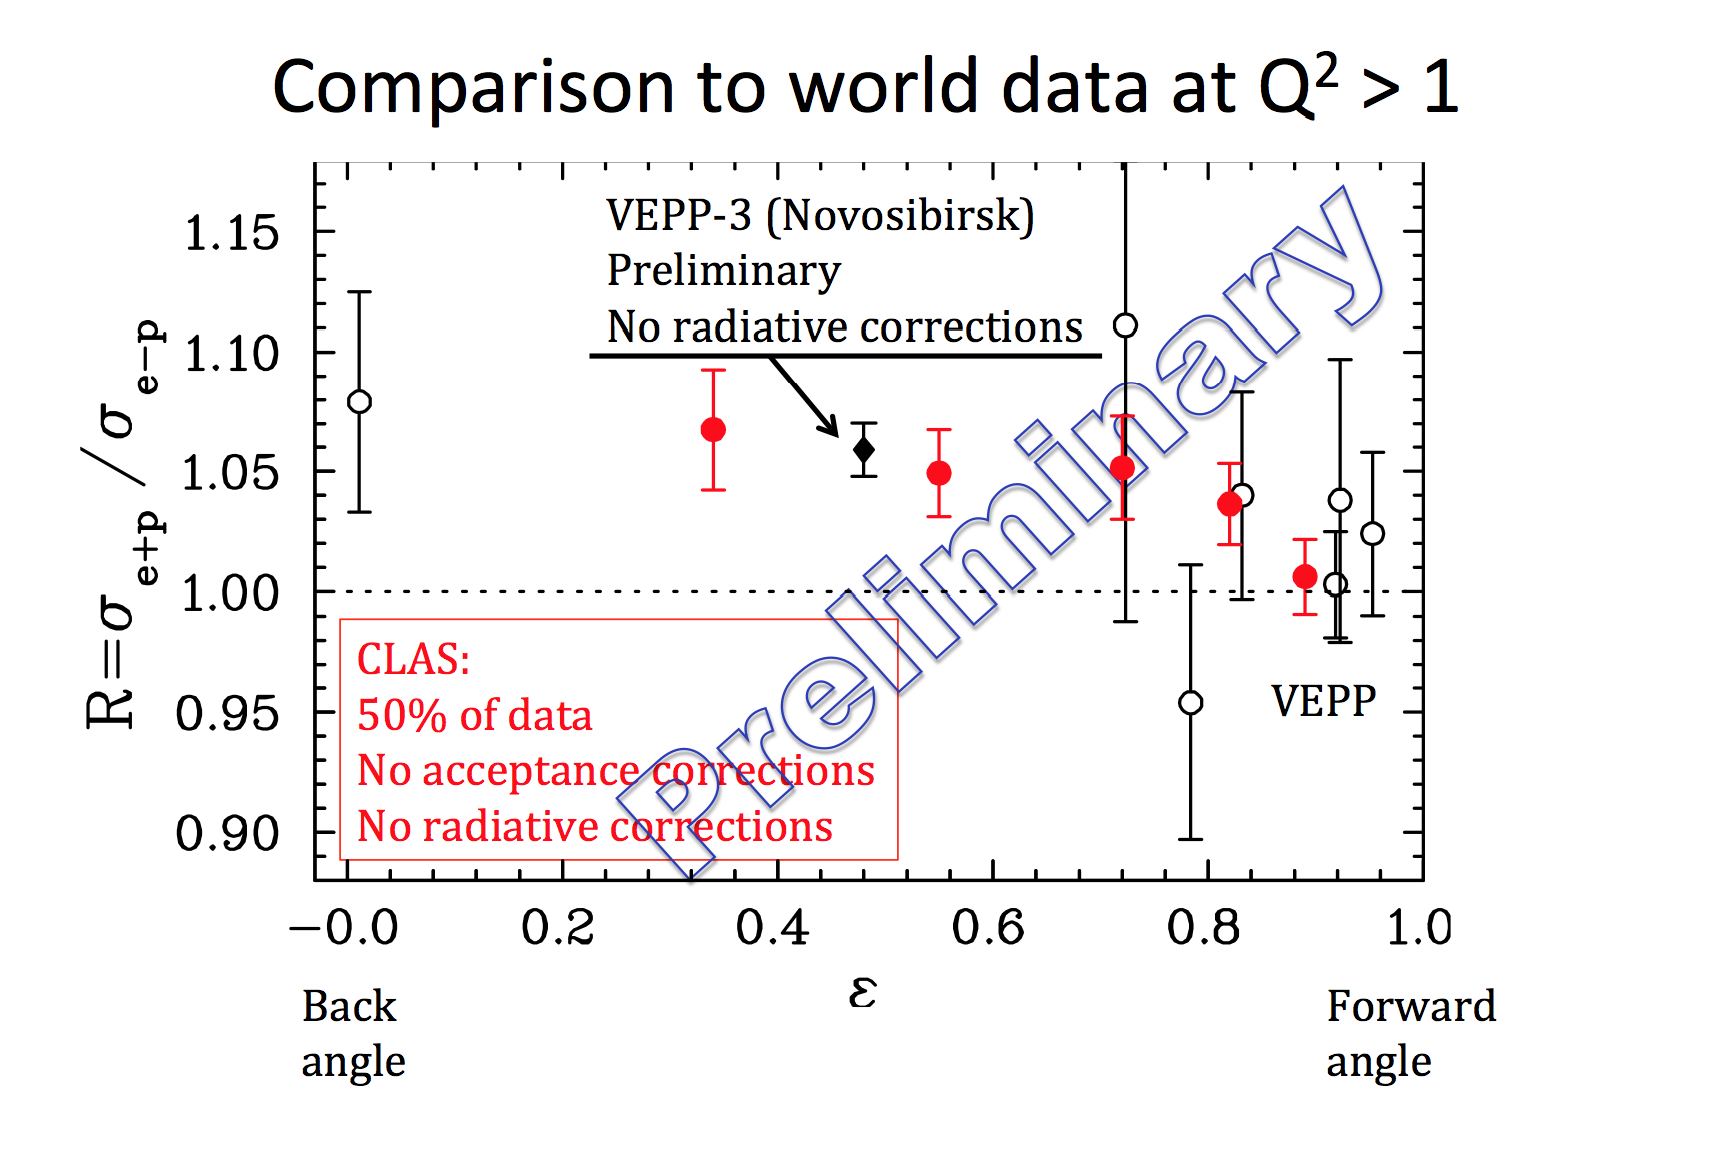 Comparison to world data at Q² > 1
VEPP-3 (Novosibirsk)
Preliminary
No radiative corrections
1.15
1.10
1.05
1.00
0.95
0.90
R=σ e+p / σ e−p
CLAS:
50% of data
No acceptance corrections
No radiative corrections
Preliminary
VEPP
−0.0 0.2 0.4 0.6 0.8 1.0
ε
Back
angle
Forward
angle